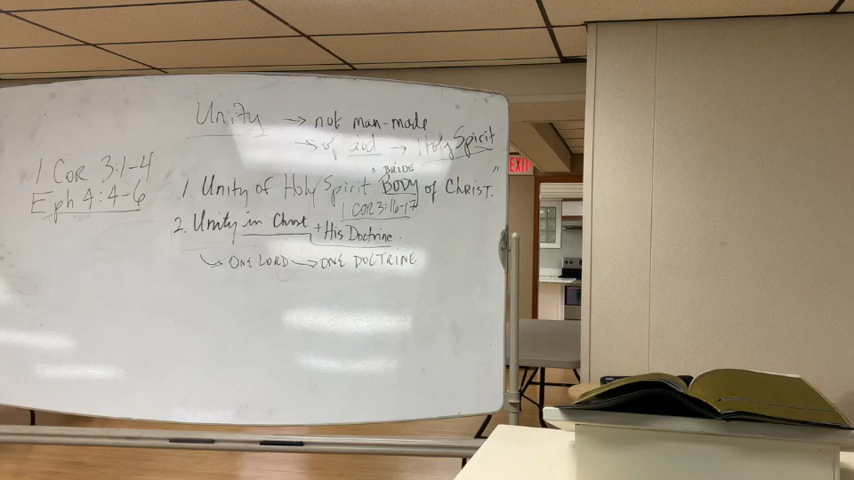 Unity → not man-made
→ of God → Holy Spirit
1 Cor 3:1-4
Eph 4:4-6
" BRIDE
1 Unity of Holy Spirit BODY of CHRIST."
1 COR 3:16-17
2. Unity in Christ + His Doctrine.
↳ ONE LORD → ONE DOCTRINE
EXIT